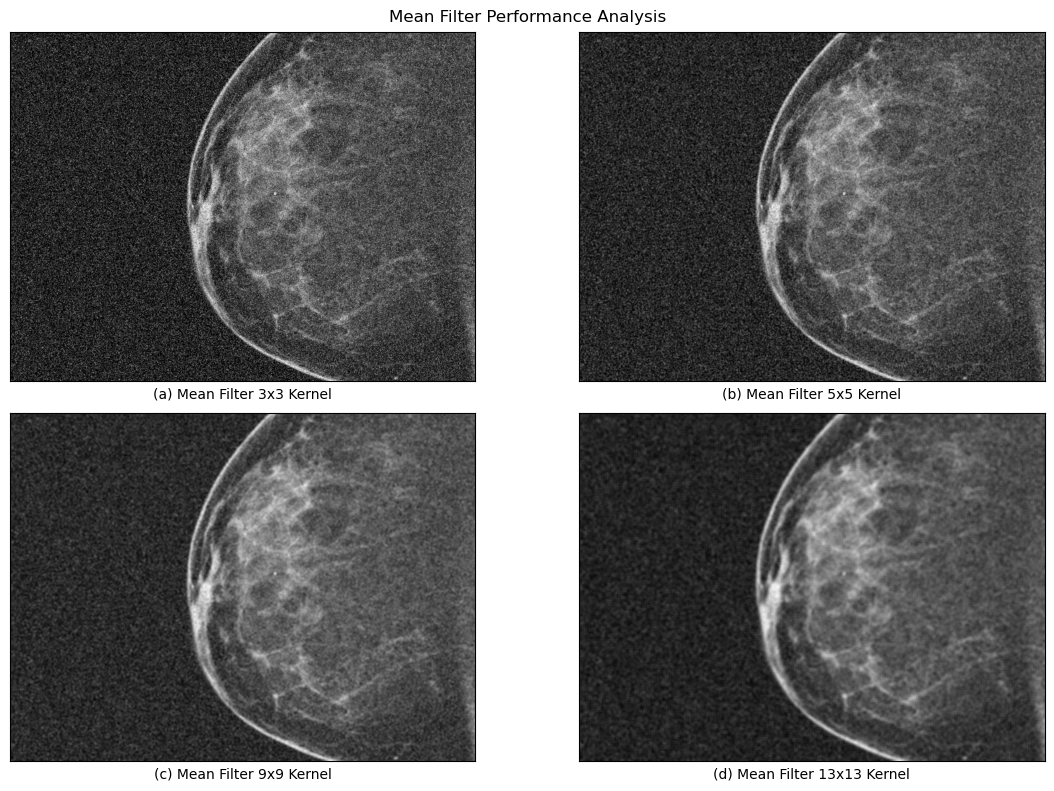 Mean Filter Performance Analysis
(a) Mean Filter 3x3 Kernel
(b) Mean Filter 5x5 Kernel
(c) Mean Filter 9x9 Kernel
(d) Mean Filter 13x13 Kernel